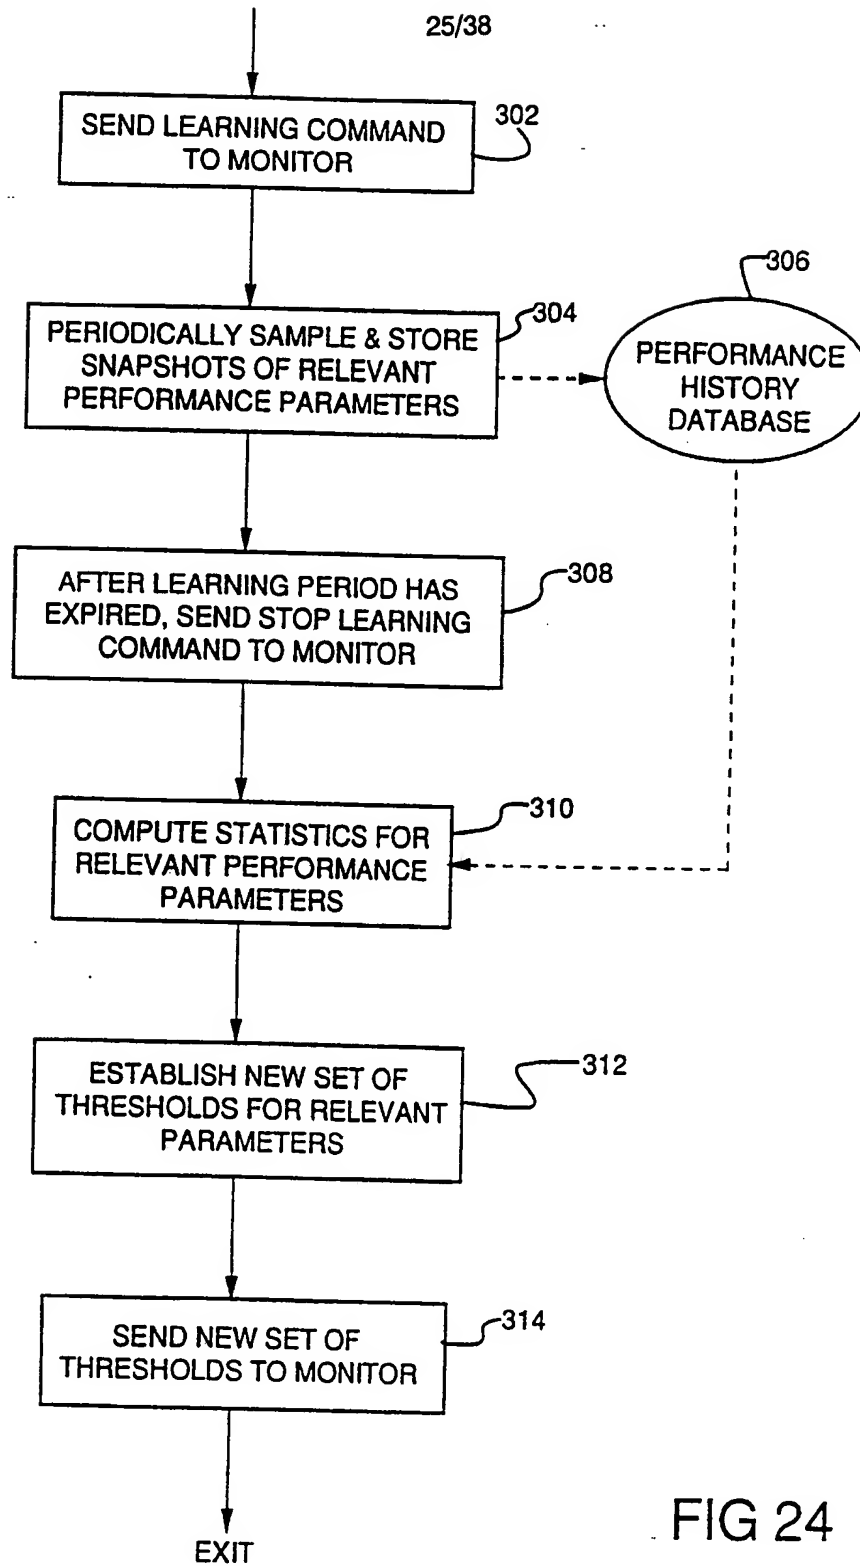 25/38
SEND LEARNING COMMAND
TO MONITOR
302
PERIODICALLY SAMPLE & STORE
SNAPSHOTS OF RELEVANT
PERFORMANCE PARAMETERS
304
306
PERFORMANCE
HISTORY
DATABASE
AFTER LEARNING PERIOD HAS
EXPIRED, SEND STOP LEARNING
COMMAND TO MONITOR
308
COMPUTE STATISTICS FOR
RELEVANT PERFORMANCE
PARAMETERS
310
ESTABLISH NEW SET OF
THRESHOLDS FOR RELEVANT
PARAMETERS
312
SEND NEW SET OF
THRESHOLDS TO MONITOR
314
EXIT
FIG 24